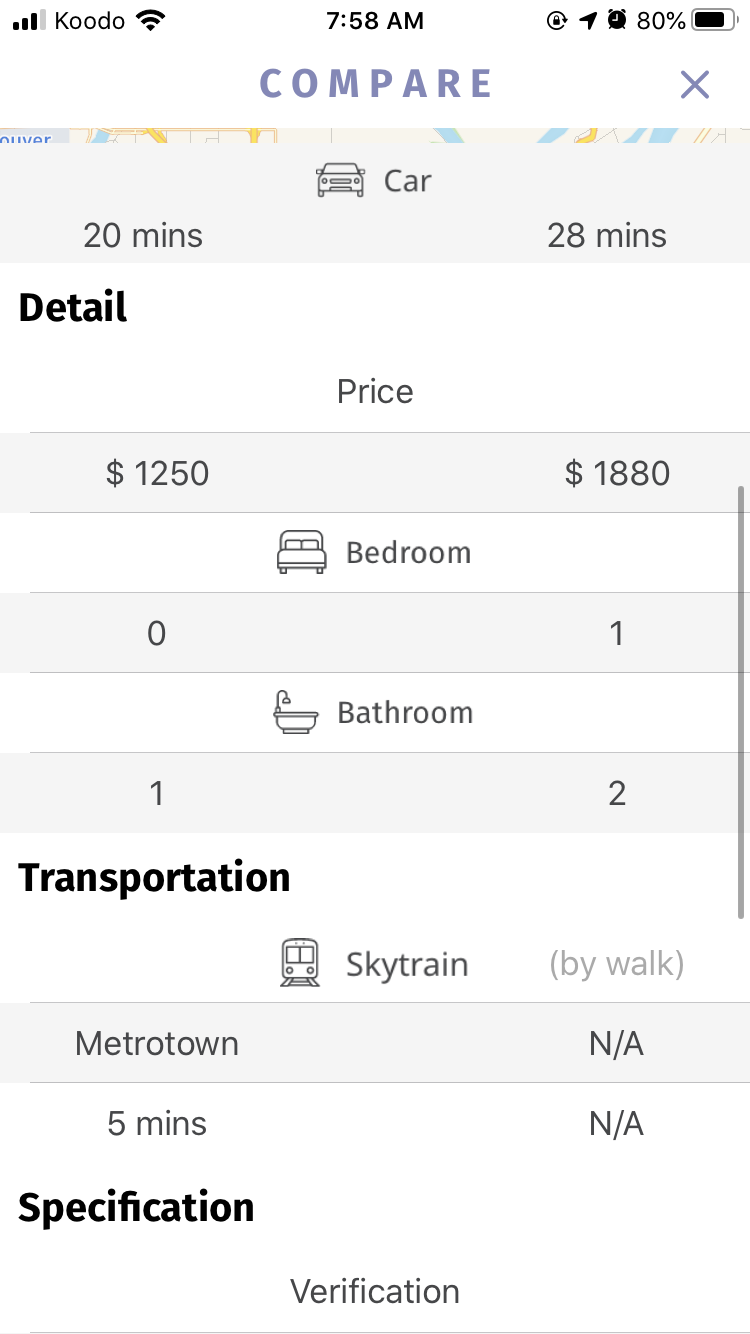 Koodo 7:58 AM 80%
COMPARE
ouver
Car
20 mins 28 mins
Detail
Price
$ 1250 $ 1880
Bedroom
0 1
Bathroom
1 2
Transportation
Skytrain (by walk)
Metrotown N/A
5 mins N/A
Specification
Verification